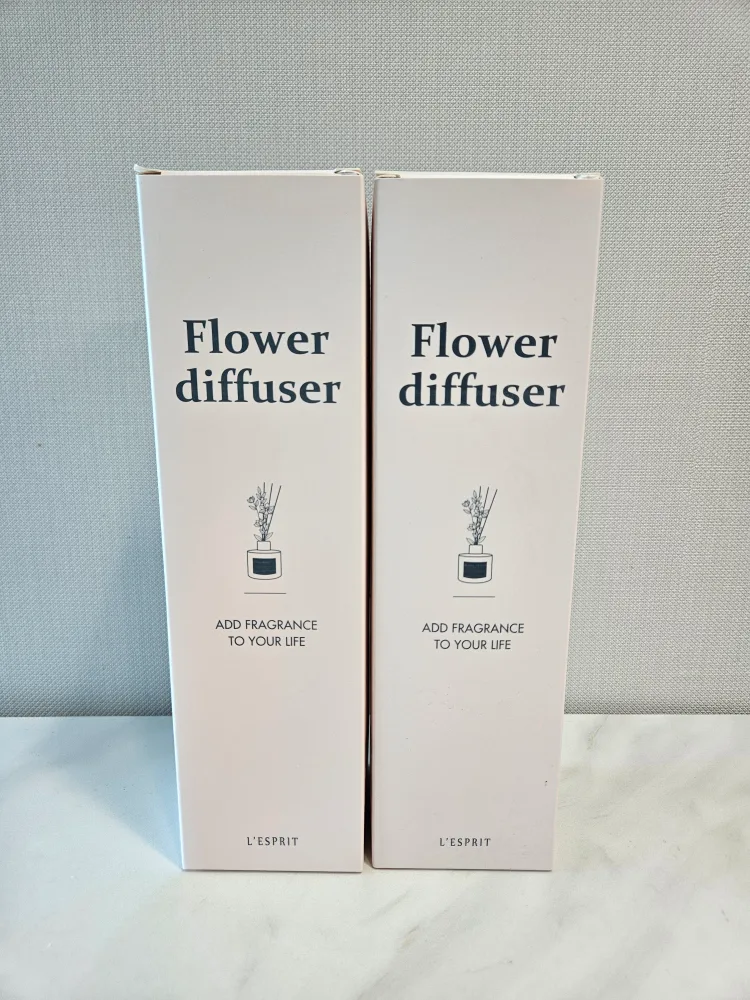 Flower
diffuser
ADD FRAGRANCE
TO YOUR LIFE
L'ESPRIT
Flower
diffuser
ADD FRAGRANCE
TO YOUR LIFE
L'ESPRIT